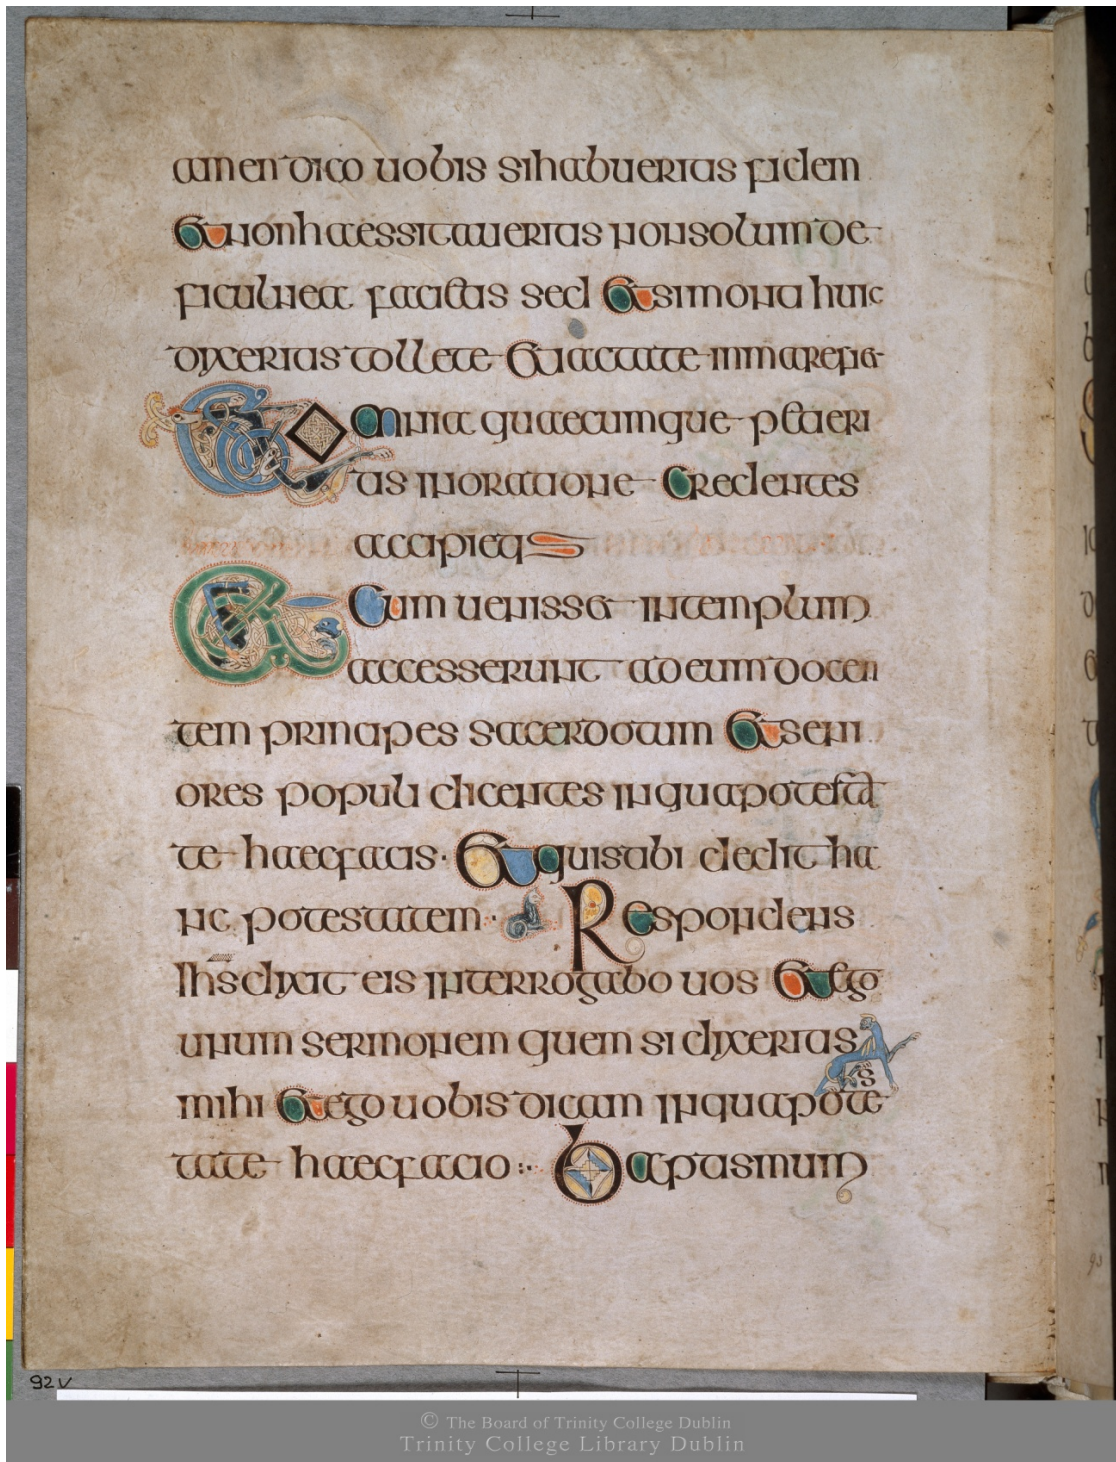 amen dico uobis si habueritis fidem
Et non haessitaueritis non solum de
ficulnea facietis sed Et si monti huic
dixeritis tollete Et iactate in mare fiet
Et omnia quaecumque petieri
tis in oratione Credentes
accipietis
Et Cum uenisset in templum
accesserunt ad eum docen
tem principes sacerdotum Et seni
ores populi dicentes in qua potesta
te haec facis · Et quis tibi dedit ha
nc potestatem · Respondens
ihs dixit eis interrogabo uos Et ego
unum sermonem quem si dixeritis
mihi Et ego uobis dicam in qua potes
tate haec facio :· Baptismum
92v
© The Board of Trinity College Dublin
Trinity College Library Dublin